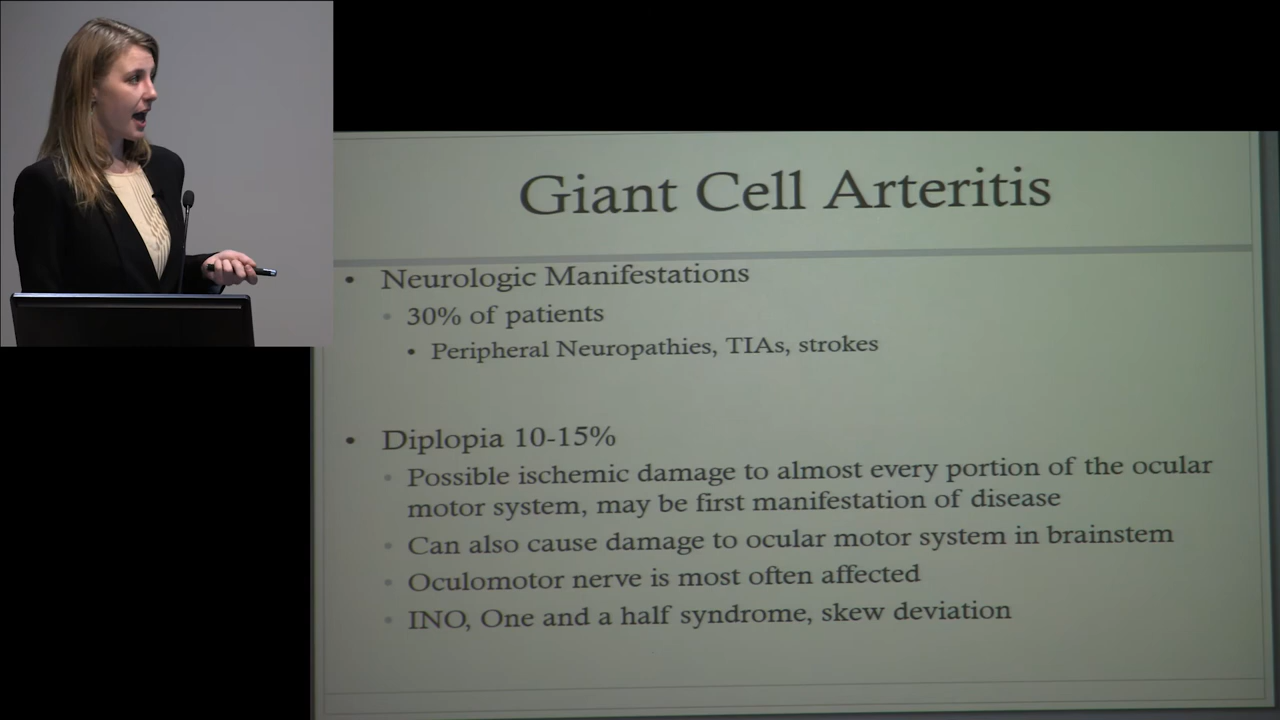 Giant Cell Arteritis
• Neurologic Manifestations
• 30% of patients
• Peripheral Neuropathies, TIAs, strokes
• Diplopia 10-15%
• Possible ischemic damage to almost every portion of the ocular
motor system, may be first manifestation of disease
• Can also cause damage to ocular motor system in brainstem
• Oculomotor nerve is most often affected
• INO, One and a half syndrome, skew deviation